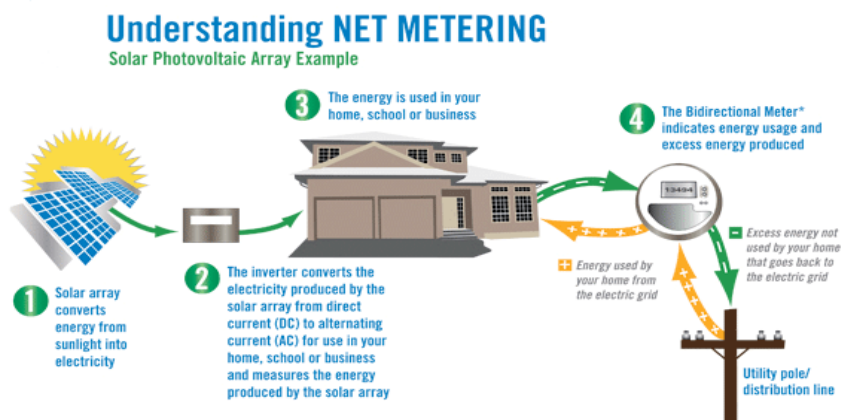 Understanding NET METERING
Solar Photovoltaic Array Example
3
The energy is used in your
home, school or business
4
The Bidirectional Meter*
indicates energy usage and
excess energy produced
13494
1
Solar array
converts
energy from
sunlight into
electricity
2
The inverter converts the
electricity produced by the
solar array from direct
current (DC) to alternating
current (AC) for use in your
home, school or business
and measures the energy
produced by the solar array
+ Energy used by
your home from
the electric grid
- Excess energy not
used by your home
that goes back to
the electric grid
Utility pole/
distribution line